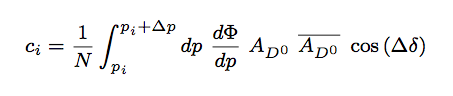 c_i = \frac{1}{N} \int_{p_i}^{p_i+\Delta p} dp \frac{d\Phi}{dp} A_{D^0} \overline{A_{D^0}} \cos(\Delta\delta)